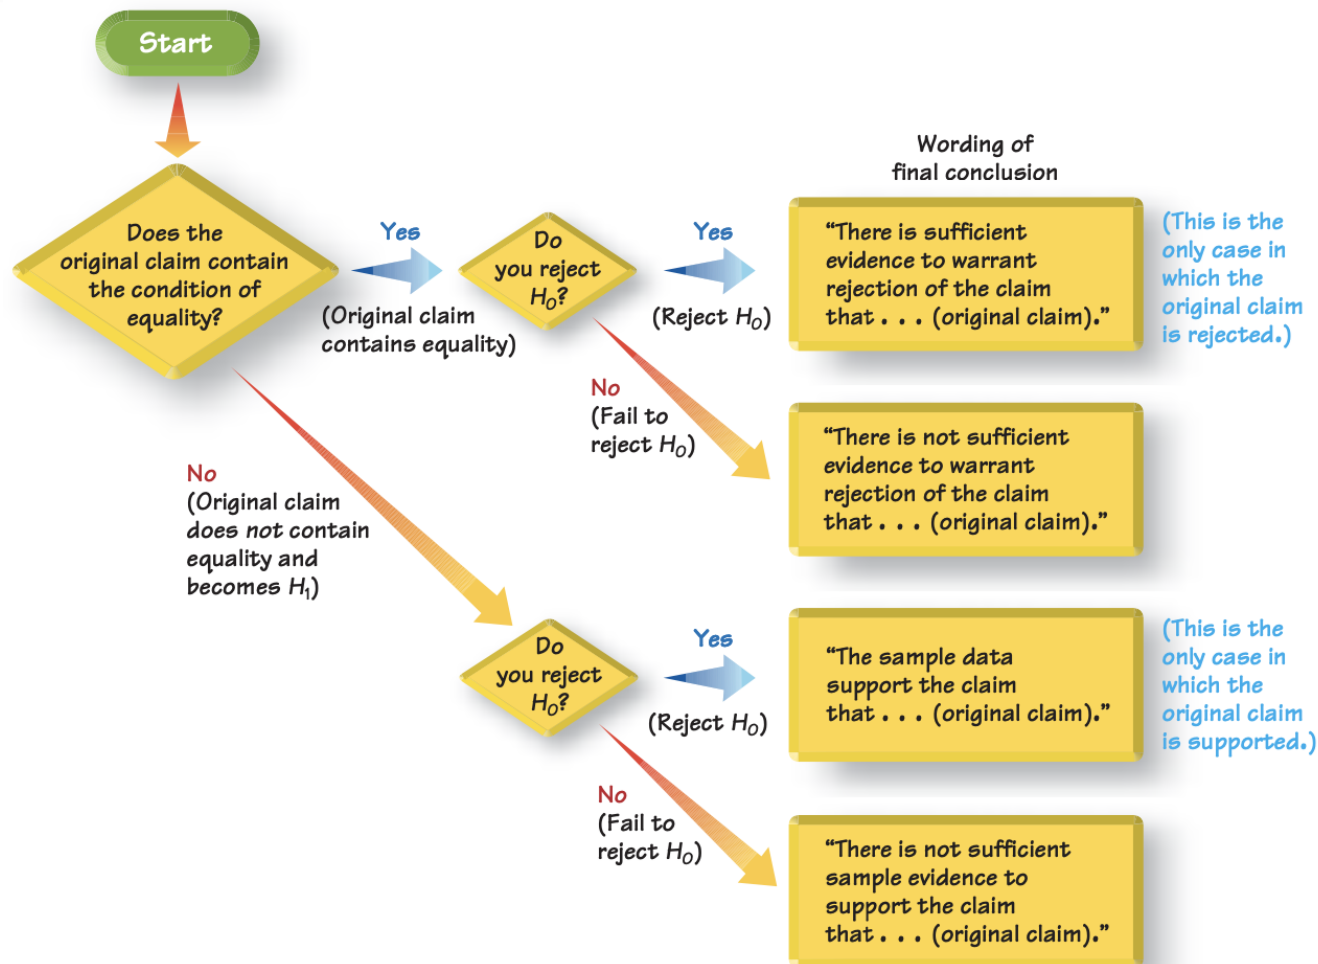 Start
Does the
original claim contain
the condition of
equality?
Yes
(Original claim
contains equality)
Do
you reject
H₀?
Yes
(Reject H₀)
Wording of
final conclusion
“There is sufficient
evidence to warrant
rejection of the claim
that . . . (original claim).”
(This is the
only case in
which the
original claim
is rejected.)
No
(Fail to
reject H₀)
“There is not sufficient
evidence to warrant
rejection of the claim
that . . . (original claim).”
No
(Original claim
does not contain
equality and
becomes H₁)
Do
you reject
H₀?
Yes
(Reject H₀)
“The sample data
support the claim
that . . . (original claim).”
(This is the
only case in
which the
original claim
is supported.)
No
(Fail to
reject H₀)
“There is not sufficient
sample evidence to
support the claim
that . . . (original claim).”